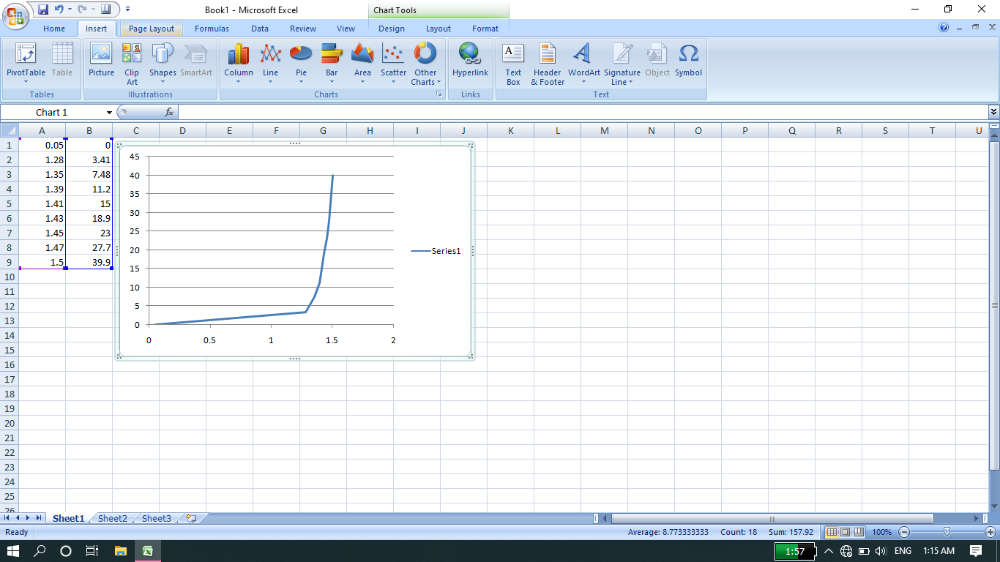 Book1 - Microsoft Excel
Chart Tools
Home Insert Page Layout Formulas Data Review View Design Layout Format
PivotTable Table Picture Clip Art Shapes SmartArt Column Line Pie Bar Area Scatter Other Charts Hyperlink Text Box Header & Footer WordArt Signature Line Object Symbol
Tables Illustrations Charts Links Text
Chart 1 fx
A B C D E F G H I J K L M N O P Q R S T U
1 0.05 0
2 1.28 3.41
3 1.35 7.48
4 1.39 11.2
5 1.41 15
6 1.43 18.9
7 1.45 23
8 1.47 27.7
9 1.5 39.9
10
11
12
13
14
15
16
17
18
19
20
21
22
23
24
25
26
45
40
35
30
25
20
15
10
5
0
0 0.5 1 1.5 2
Series1
Sheet1 Sheet2 Sheet3
Ready Average: 8.773333333 Count: 18 Sum: 157.92 100%
1:57 ENG 1:15 AM